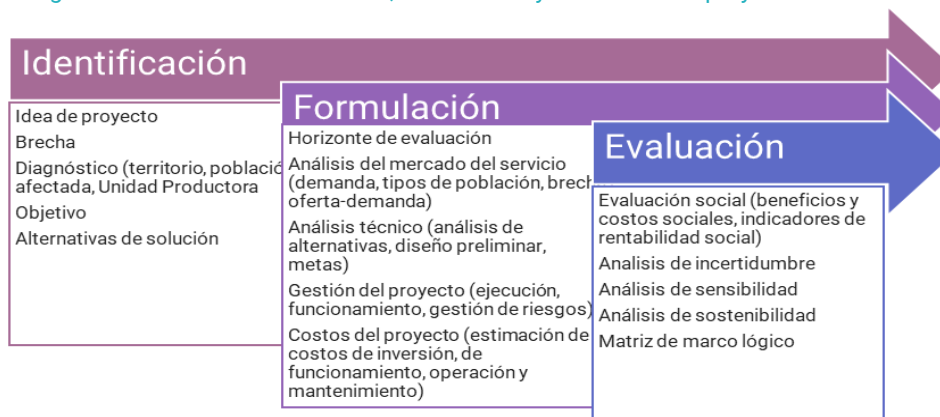 Identificación
Idea de proyecto
Brecha
Diagnóstico (territorio, població
afectada, Unidad Productora
Objetivo
Alternativas de solución
Formulación
Horizonte de evaluación
Análisis del mercado del servicio
(demanda, tipos de población, brech
oferta-demanda)
Análisis técnico (análisis de
alternativas, diseño preliminar,
metas)
Gestión del proyecto (ejecución,
funcionamiento, gestión de riesgos)
Costos del proyecto (estimación de
costos de inversión, de
funcionamiento, operación y
mantenimiento)
Evaluación
Evaluación social (beneficios y
costos sociales, indicadores de
rentabilidad social)
Analisis de incertidumbre
Análisis de sensibilidad
Análisis de sostenibilidad
Matriz de marco lógico